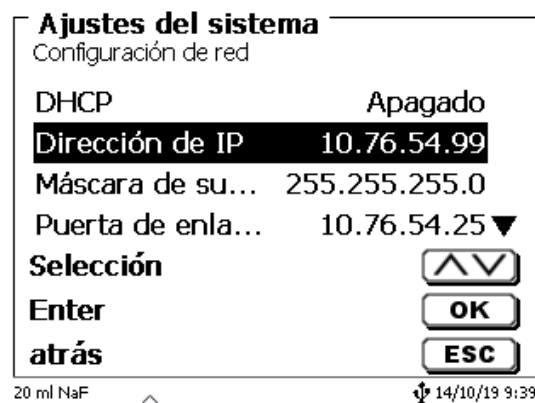 Ajustes del sistema
Configuración de red
DHCP Apagado
Dirección de IP 10.76.54.99
Máscara de su... 255.255.255.0
Puerta de enla... 10.76.54.25
Selección
Enter OK
atrás ESC
20 ml NaF 14/10/19 9:39